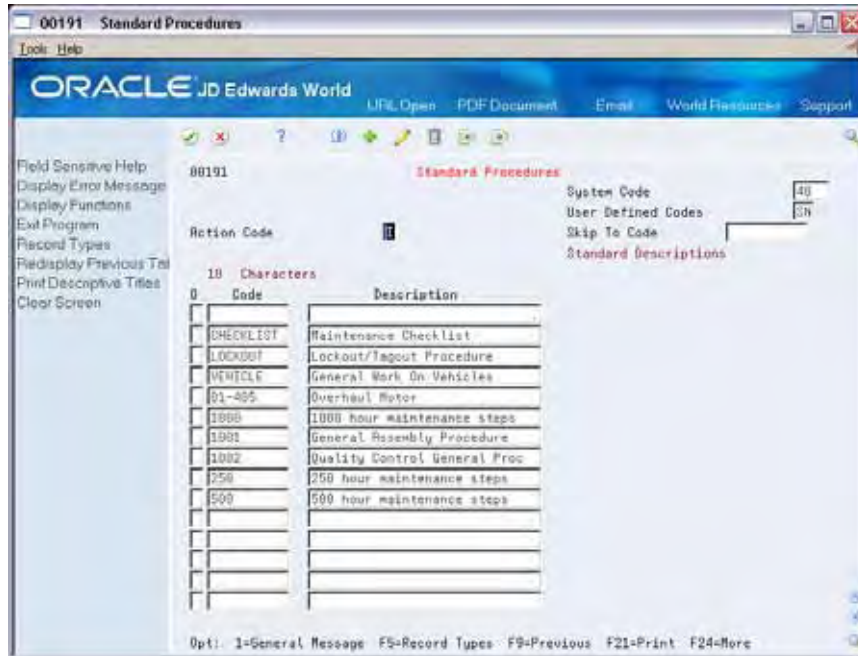 00191 Standard Procedures
Tools Help
ORACLE JD Edwards World
URL Open PDF Document Email World Resources Support
Field Sensitive Help
Display Error Message
Display Functions
Exit Program
Record Types
Redisplay Previous Tail
Print Descriptive Titles
Clear Screen
00191 Standard Procedures
System Code 48
User Defined Codes SN
Action Code I Skip To Code
Standard Descriptions
10 Characters
O Code Description
CHECKLIST Maintenance Checklist
LOCKOUT Lockout/Tagout Procedure
VEHICLE General Work On Vehicles
01-405 Overhaul Motor
1000 1000 hour maintenance steps
1001 General Assembly Procedure
1002 Quality Control General Proc
250 250 hour maintenance steps
500 500 hour maintenance steps
Opt: 1=General Message F5=Record Types F9=Previous F21=Print F24=More